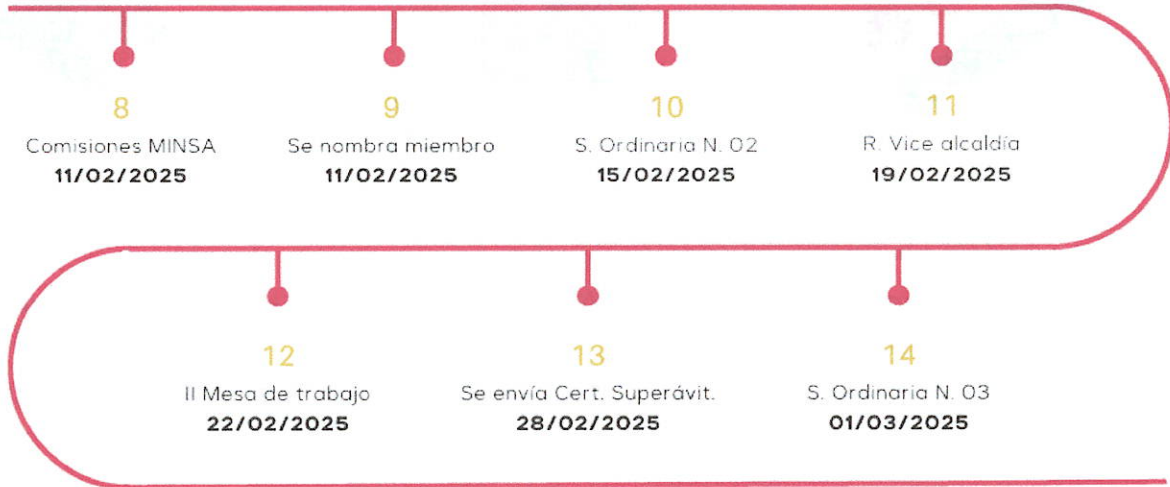 8
Comisiones MINSA
11/02/2025
9
Se nombra miembro
11/02/2025
10
S. Ordinaria N. 02
15/02/2025
11
R. Vice alcaldía
19/02/2025
12
II Mesa de trabajo
22/02/2025
13
Se envía Cert. Superávit.
28/02/2025
14
S. Ordinaria N. 03
01/03/2025